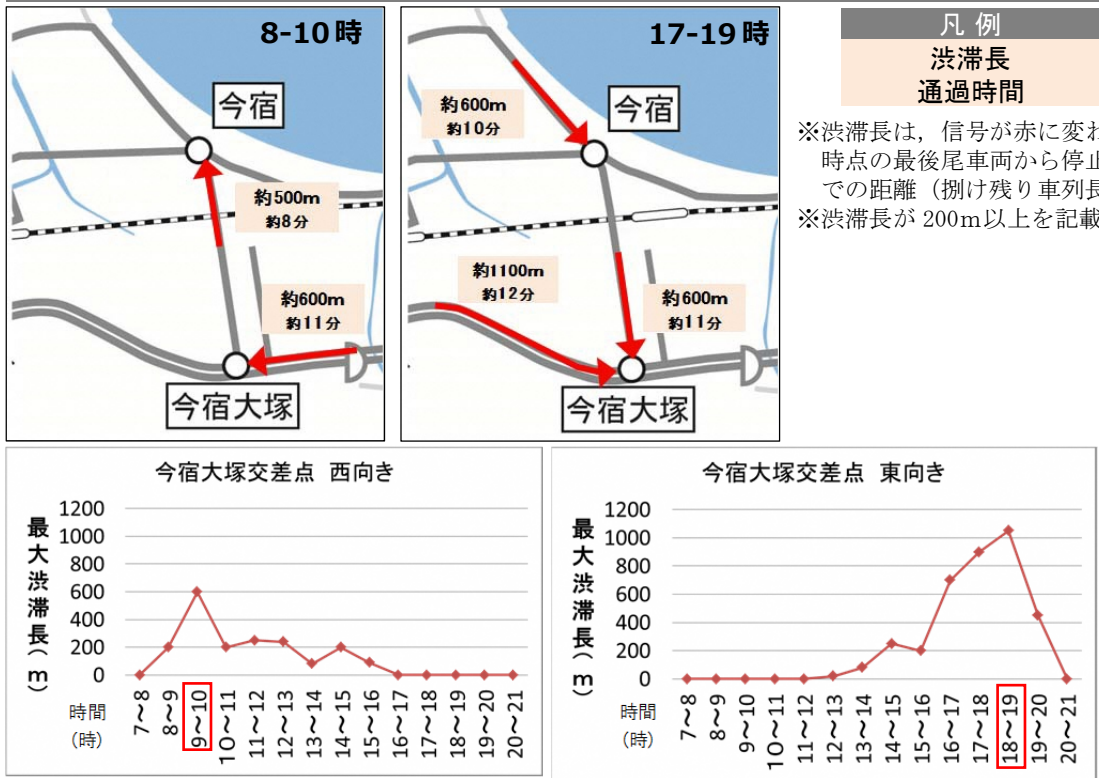 8-10時
今宿
約500m
約8分
約600m
約11分
今宿大塚
17-19時
約600m
約10分
今宿
約1100m
約12分
約600m
約11分
今宿大塚
凡 例
渋滞長
通過時間
※渋滞長は，信号が赤に変わ
時点の最後尾車両から停止
での距離（捌け残り車列長
※渋滞長が 200m以上を記載
今宿大塚交差点 西向き
最大渋滞長（m）
1200
1000
800
600
400
200
0
時間
（時）
7～8
8～9
9～10
10～11
11～12
12～13
13～14
14～15
15～16
16～17
17～18
18～19
19～20
20～21
今宿大塚交差点 東向き
最大渋滞長（m）
1200
1000
800
600
400
200
0
時間
（時）
7～8
8～9
9～10
10～11
11～12
12～13
13～14
14～15
15～16
16～17
17～18
18～19
19～20
20～21